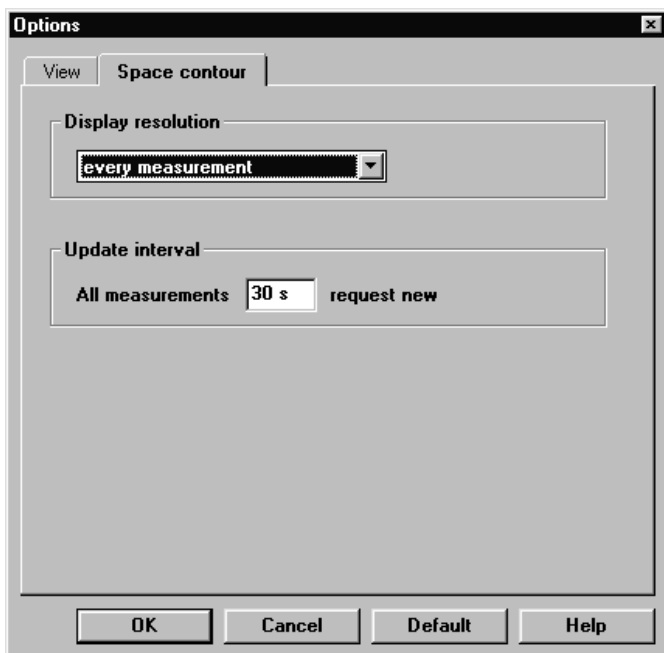 Options
View Space contour
Display resolution
every measurement
Update interval
All measurements 30 s request new
OK Cancel Default Help